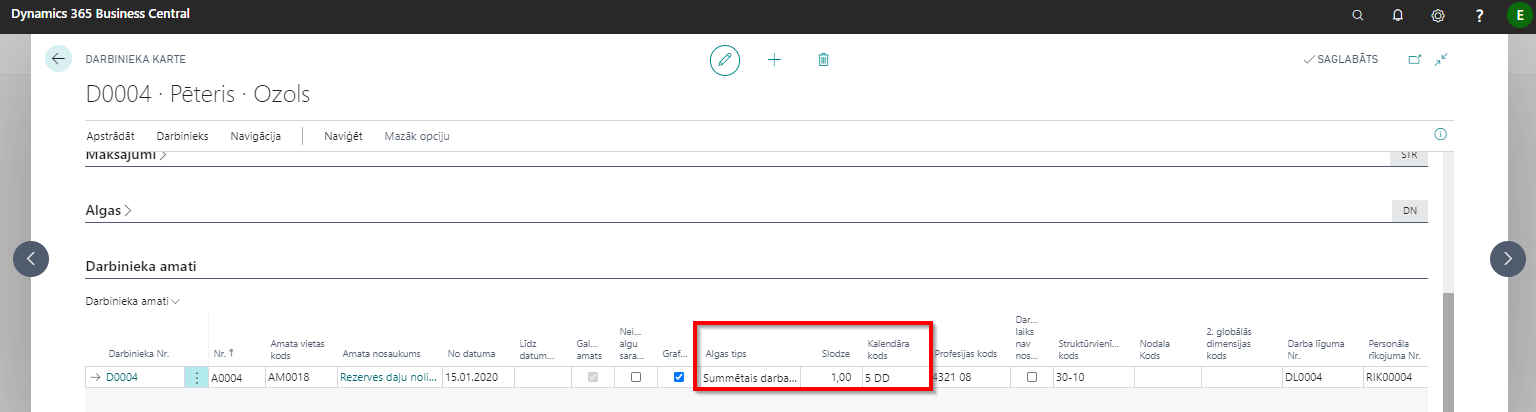 Dynamics 365 Business Central
E
DARBINIEKA KARTE
SAGLABĀTS
D0004 · Pēteris · Ozols
Apstrādāt Darbinieks Navigācija Naviģēt Mazāk opciju
Maksājumi
STR
Algas
DN
Darbinieka amati
Darbinieka amati
Darbinieka Nr. Nr. ↑ Amata vietas kods Amata nosaukums No datuma Līdz datum... Gal... amats Nei... algu sara... Graf... Algas tips Slodze Kalendāra kods Profesijas kods Dar... laiks nav nos... Struktūrvienī... kods Nodala Kods 2. globālās dimensijas kods Darba līguma Nr. Personāla rīkojuma Nr.
D0004 A0004 AM0018 Rezerves daļu noli... 15.01.2020 Summētais darba... 1,00 5 DD 4321 08 30-10 DL0004 RIK00004